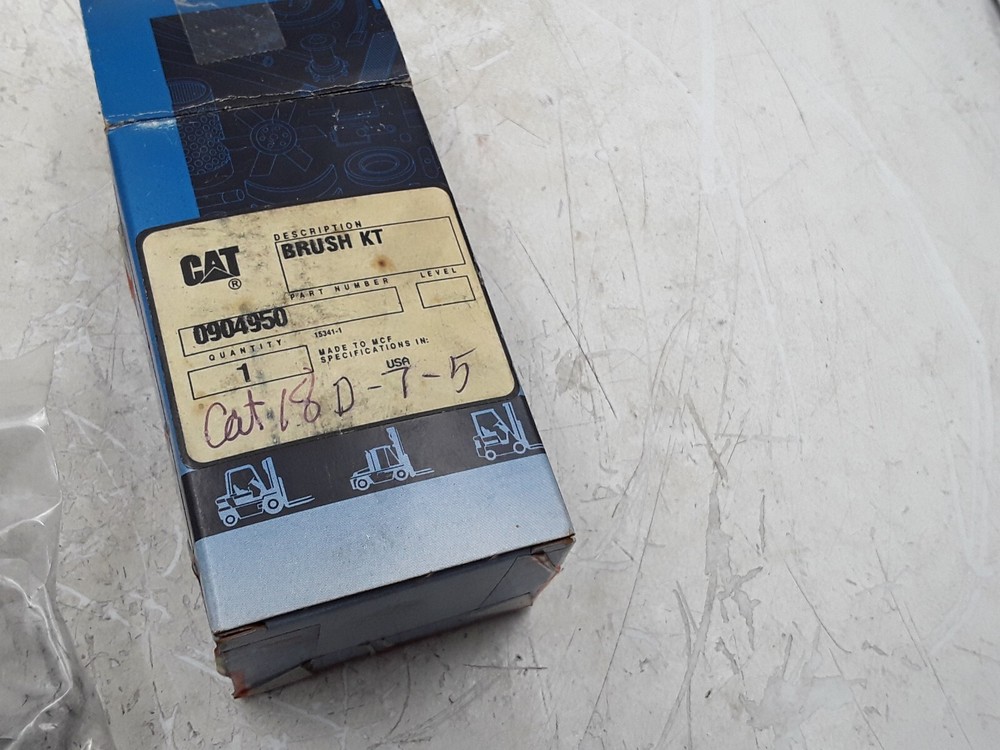 CAT®
DESCRIPTION
BRUSH KT
PART NUMBER
LEVEL
0904950
15341-1
QUANTITY
1
MADE TO MCF
SPECIFICATIONS IN:
USA
Cat 18 D-7-5